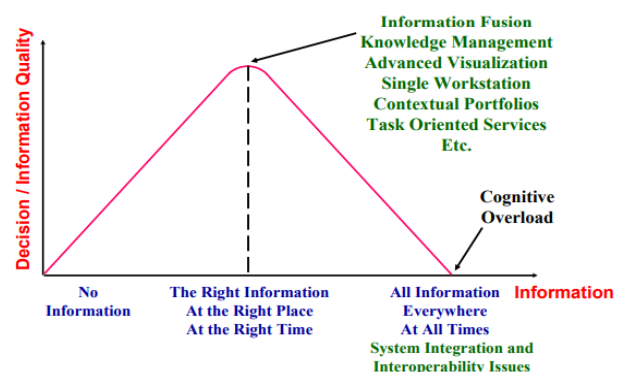 Information Fusion
Knowledge Management
Advanced Visualization
Single Workstation
Contextual Portfolios
Task Oriented Services
Etc.
Decision / Information Quality
Cognitive
Overload
No
Information
The Right Information
At the Right Place
At the Right Time
All Information
Everywhere
At All Times
System Integration and
Interoperability Issues
Information